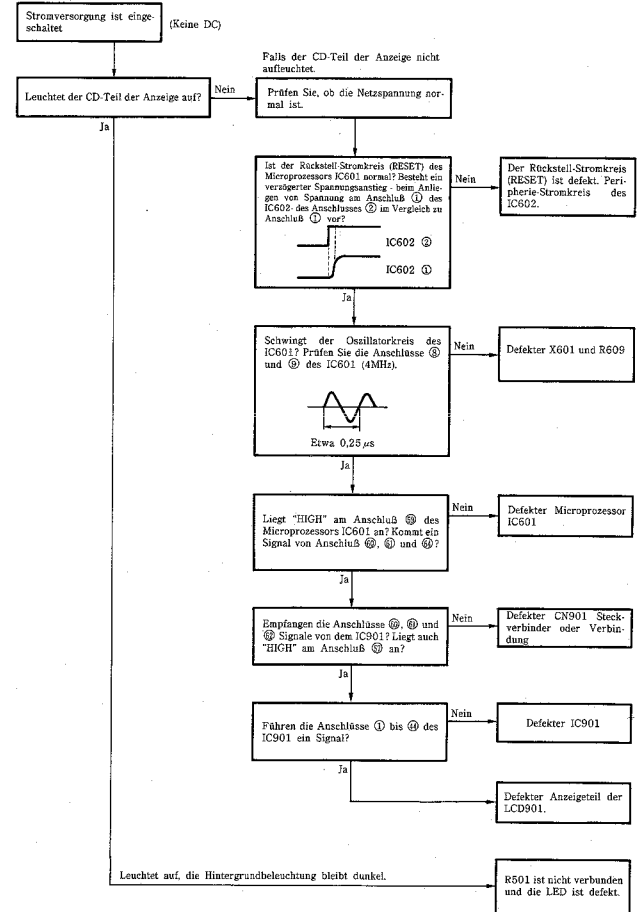 Stromversorgung ist einge-
schaltet
(Keine DC)
Falls der CD-Teil der Anzeige nicht
aufleuchtet.
Leuchtet der CD-Teil der Anzeige auf?
Nein
Prüfen Sie, ob die Netzspannung nor-
mal ist.
Ja
Ist der Rückstell-Stromkreis (RESET) des
Microprozessors IC601 normal? Besteht ein
verzögerter Spannungsanstieg - beim Anlie-
gen von Spannung am Anschluß ① des
IC602- des Anschlusses ② im Vergleich zu
Anschluß ① vor?
IC602 ②
IC602 ①
Nein
Der Rückstell-Stromkreis
(RESET) ist defekt. Peri-
pherie-Stromkreis des
IC602.
Ja
Schwingt der Oszillatorkreis des
IC601? Prüfen Sie die Anschlüsse ⑧
und ⑨ des IC601 (4MHz).
Etwa 0,25 µs
Nein
Defekter X601 und R609
Ja
Liegt "HIGH" am Anschluß des
Microprozessors IC601 an? Kommt ein
Signal von Anschluß ⑥⓪, ⑥① und ⑥④?
Nein
Defekter Microprozessor
IC601
Ja
Empfangen die Anschlüsse und
Signale von dem IC901? Liegt auch
"HIGH" am Anschluß an?
Nein
Defekter CN901 Steck-
verbinder oder Verbin-
dung
Ja
Führen die Anschlüsse ① bis ㊹ des
IC901 ein Signal?
Nein
Defekter IC901
Ja
Defekter Anzeigeteil der
LCD901.
Leuchtet auf, die Hintergrundbeleuchtung bleibt dunkel.
R501 ist nicht verbunden
und die LED ist defekt.